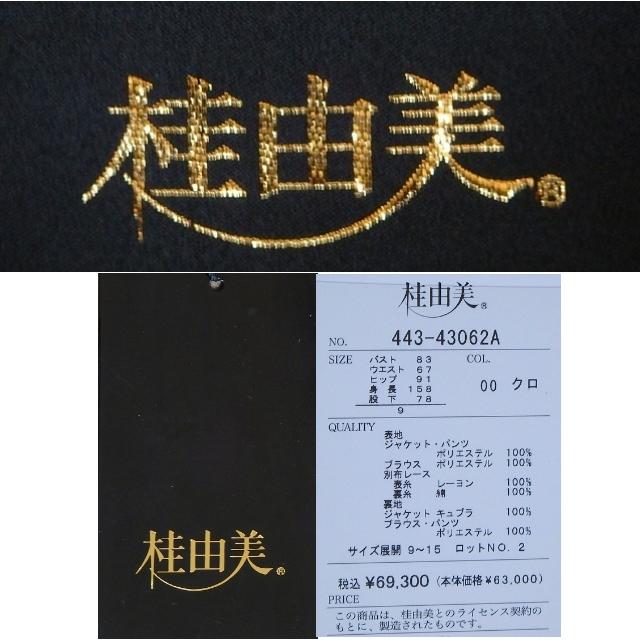 桂由美®
桂由美®
桂由美®
NO. 443-43062A
SIZE バスト 83 COL.
ウエスト 67
ヒップ 91 00 クロ
身長 158
股下 78
9
QUALITY
表地
ジャケット・パンツ
ポリエステル 100%
ブラウス ポリエステル 100%
別布レース
表糸 レーヨン 100%
裏糸 綿 100%
裏地
ジャケット キュプラ 100%
ブラウス・パンツ
ポリエステル 100%
サイズ展開 9~15 ロットNO. 2
税込 ¥69,300 (本体価格¥63,000)
PRICE
この商品は、桂由美とのライセンス契約の
もとに、製造されたものです。